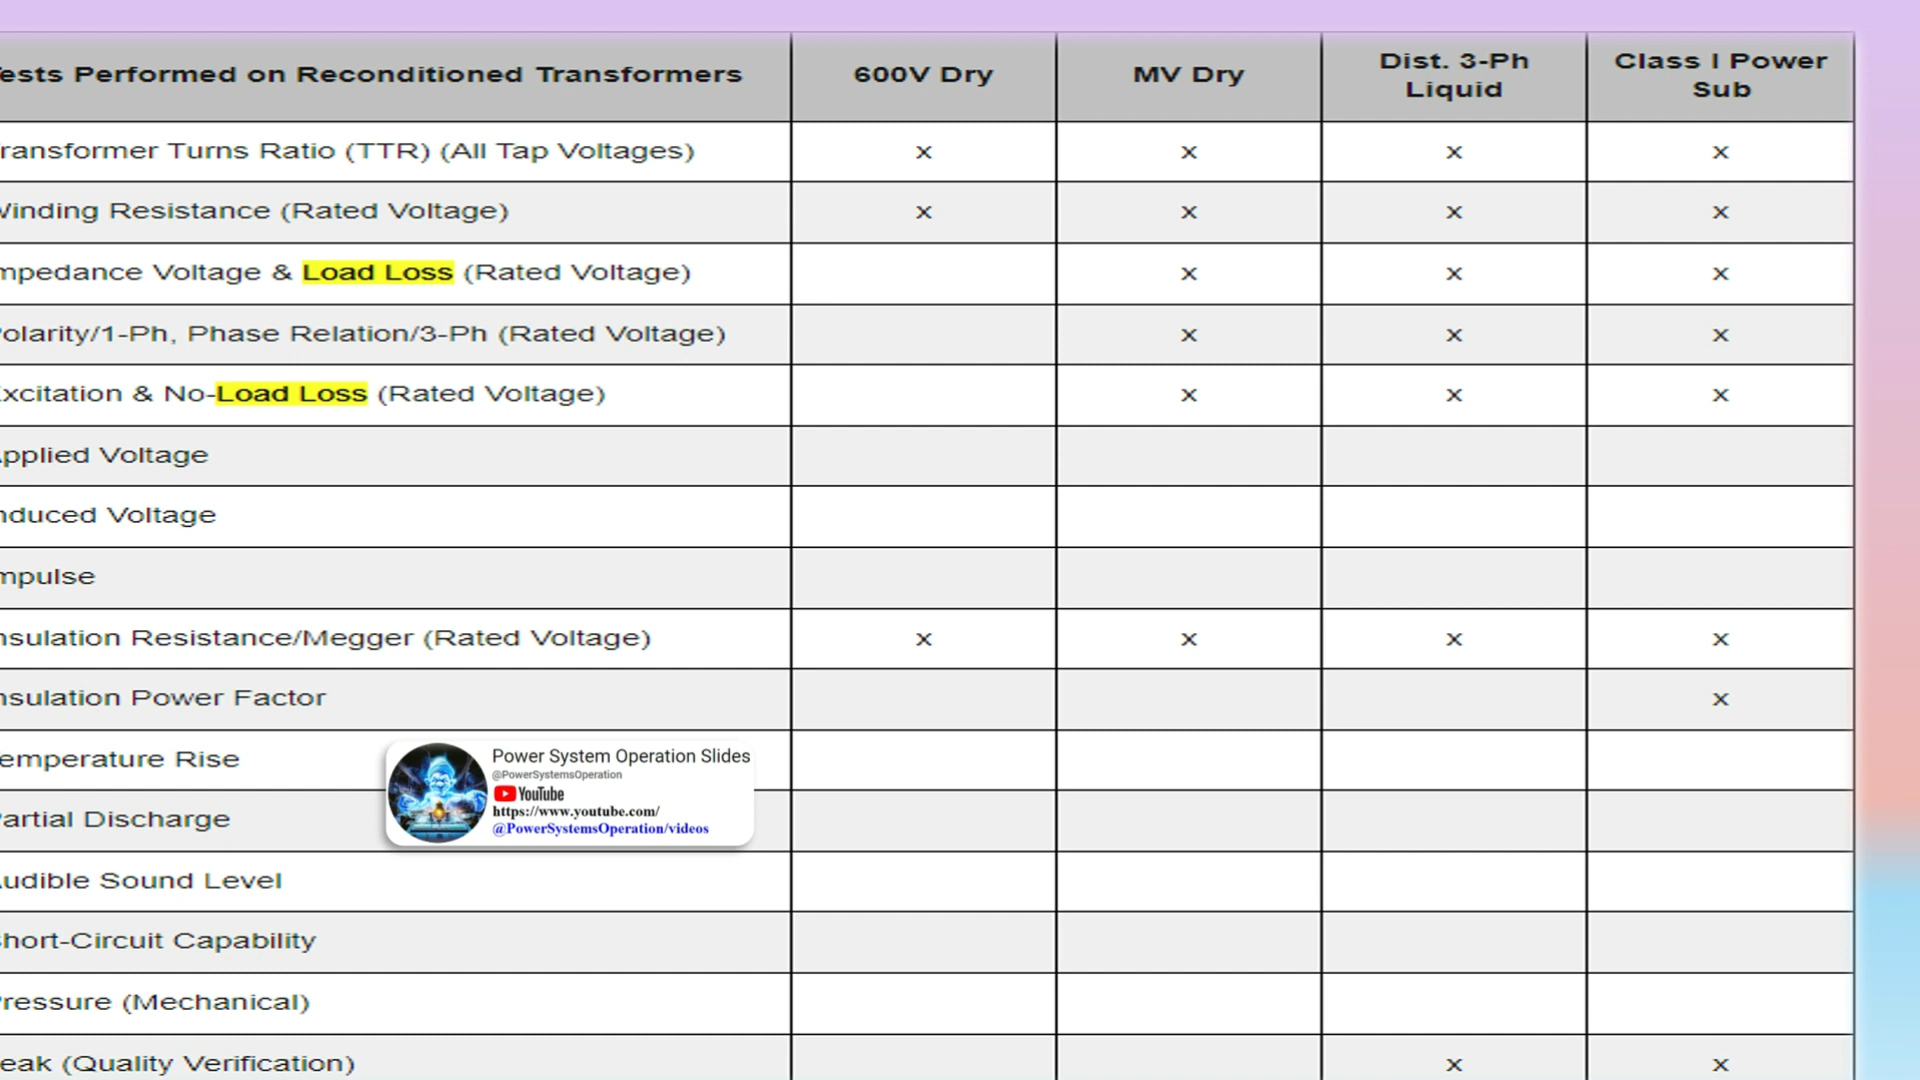 ests Performed on Reconditioned Transformers 600V Dry MV Dry Dist. 3-Ph Liquid Class I Power Sub
ransformer Turns Ratio (TTR) (All Tap Voltages) x x x x
Winding Resistance (Rated Voltage) x x x x
mpedance Voltage & Load Loss (Rated Voltage) x x x
olarity/1-Ph, Phase Relation/3-Ph (Rated Voltage) x x x
xcitation & No-Load Loss (Rated Voltage) x x x
pplied Voltage
nduced Voltage
mpulse
nsulation Resistance/Megger (Rated Voltage) x x x x
nsulation Power Factor x
emperature Rise
artial Discharge
udible Sound Level
hort-Circuit Capability
ressure (Mechanical)
eak (Quality Verification) x x
Power System Operation Slides
@PowerSystemsOperation
YouTube
https://www.youtube.com/
@PowerSystemsOperation/videos